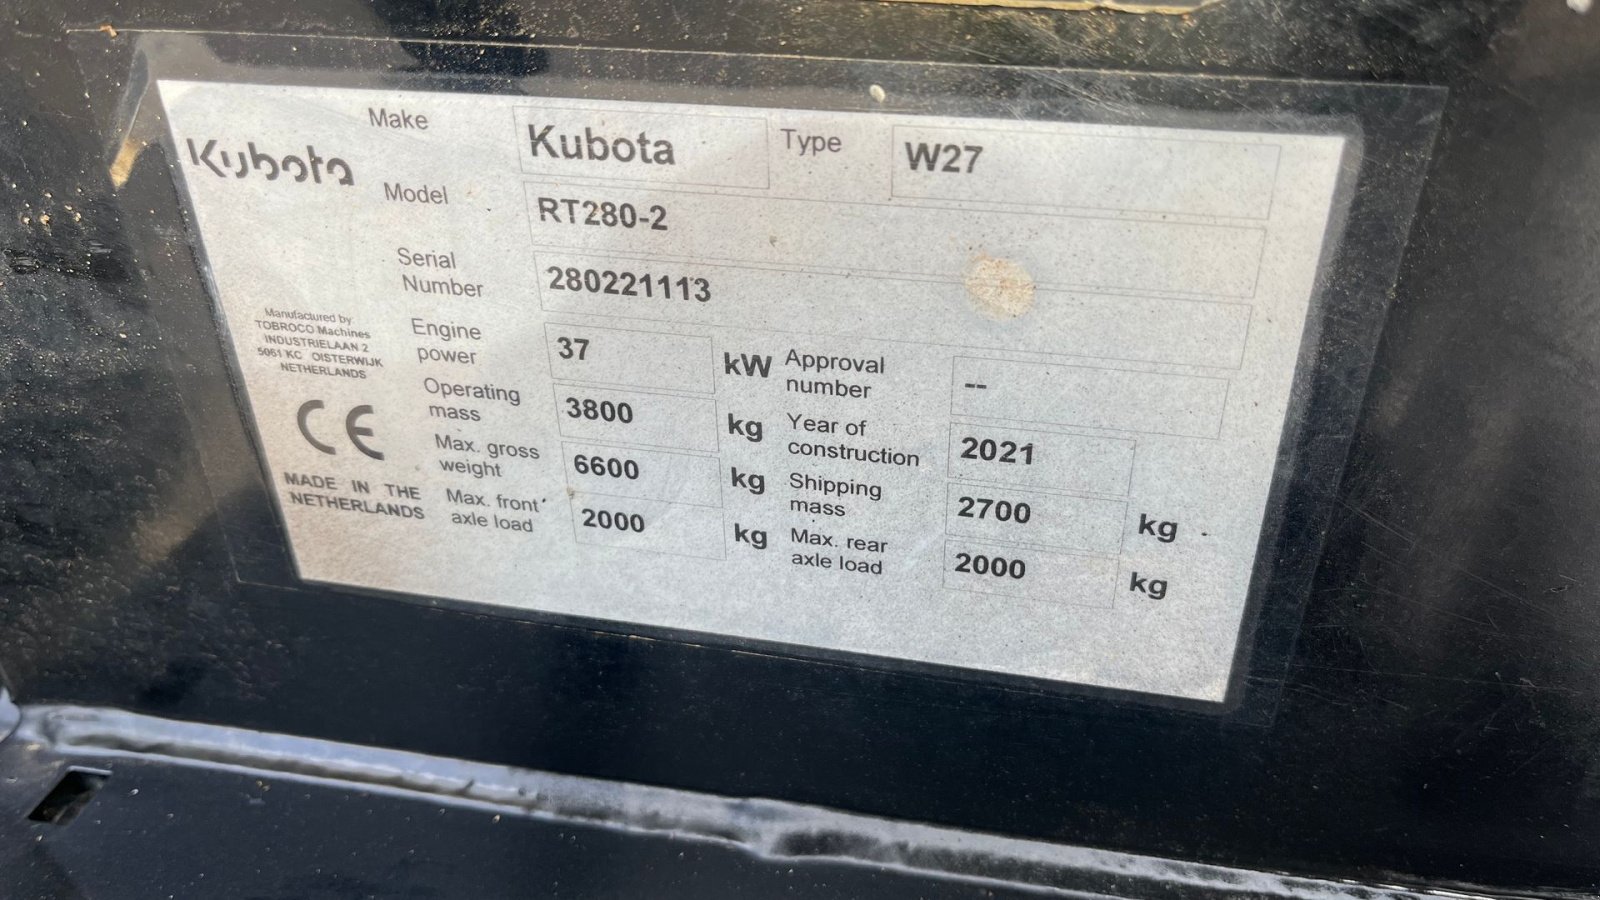 Kubota
Make Kubota Type W27
Model RT280-2
Serial Number 280221113
Manufactured by
TOBROCO Machines
INDUSTRIELAAN 2
5061 KC OISTERWIJK
NETHERLANDS
CE
MADE IN THE
NETHERLANDS
Engine power 37 kW Approval number --
Operating mass 3800 kg Year of construction 2021
Max. gross weight 6600 kg Shipping mass 2700 kg
Max. front axle load 2000 kg Max. rear axle load 2000 kg